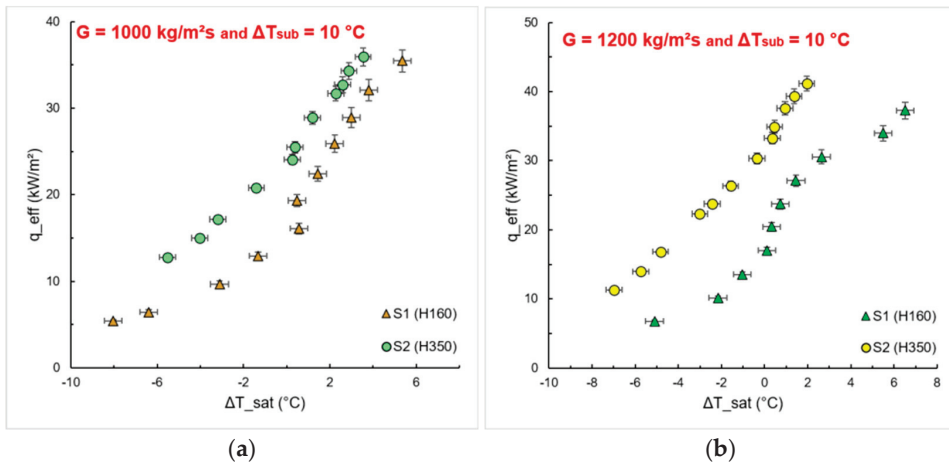 G = 1000 kg/m²s and ΔTsub = 10 °C
40
30
20
10
0
q_eff (kW/m²)
-10
-6
-2
2
6
ΔT_sat (°C)
S1 (H160)
S2 (H350)
(a)
G = 1200 kg/m²s and ΔTsub = 10 °C
50
40
30
20
10
0
q_eff (kW/m²)
-10
-8
-6
-4
-2
0
2
4
6
8
ΔT_sat (°C)
S1 (H160)
S2 (H350)
(b)